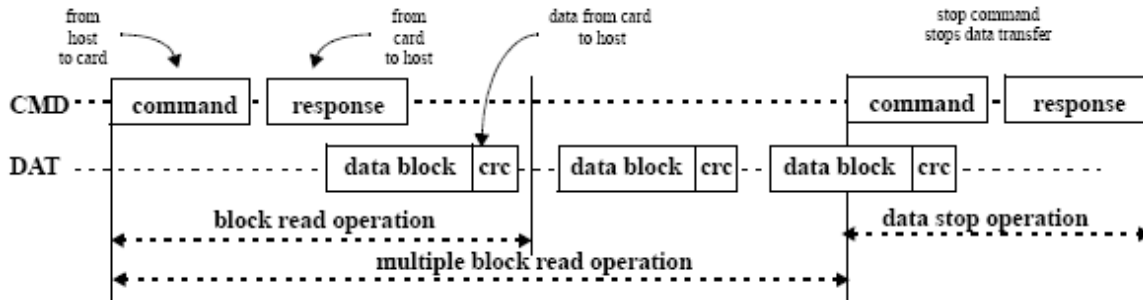 from
host
to card
from
card
to host
data from card
to host
stop command
stops data transfer
CMD
command
response
command
response
DAT
data block
crc
data block
crc
data block
crc
block read operation
data stop operation
multiple block read operation